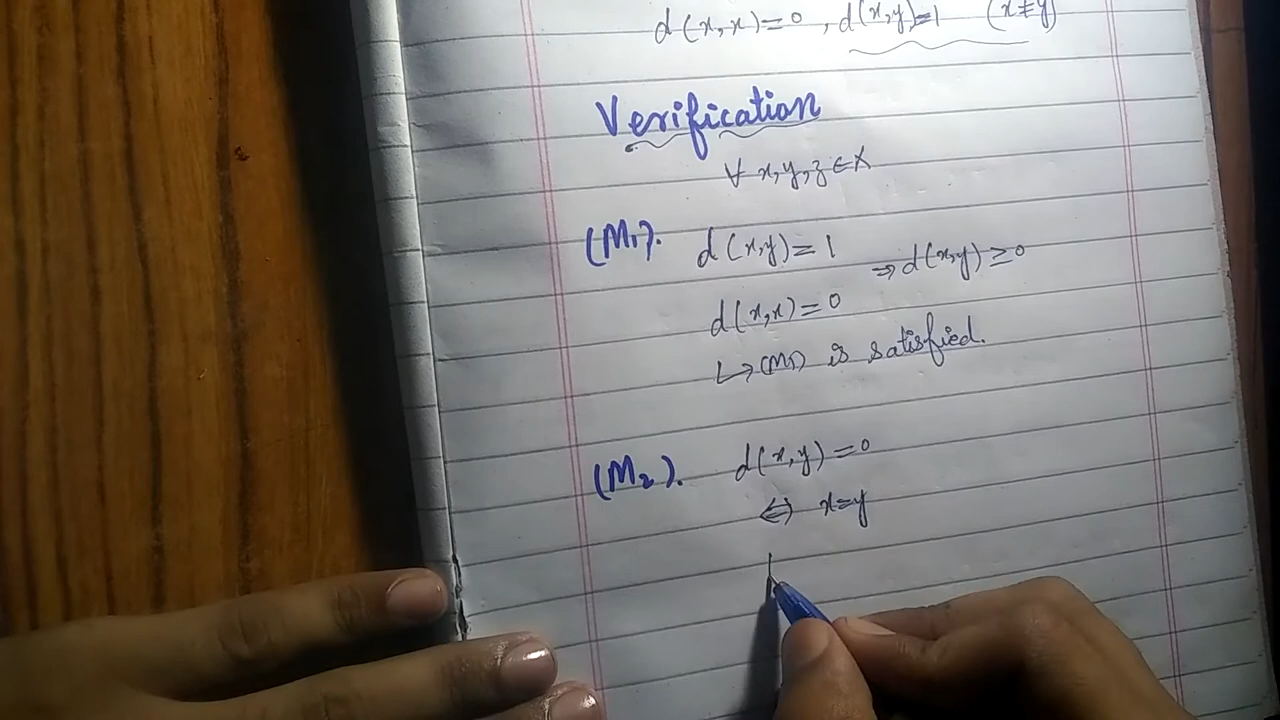 d(x,x)=0, d(x,y)=1 (x≠y)
Verification
∀ x,y,z∈X
(M₁). d(x,y)=1 ⇒ d(x,y)≥0
d(x,x)=0
↳(M₁) is satisfied.
(M₂). d(x,y)=0
⇔ x=y